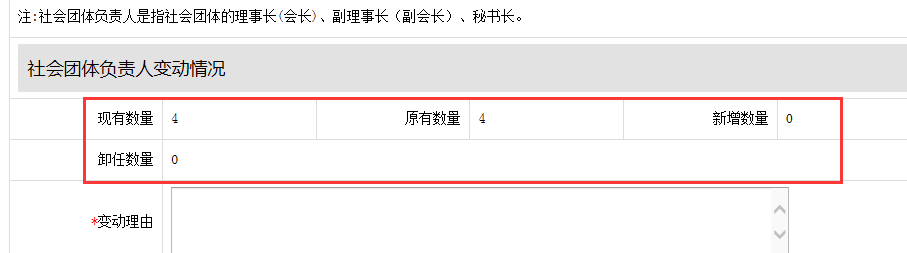 注:社会团体负责人是指社会团体的理事长(会长)、副理事长（副会长）、秘书长。
社会团体负责人变动情况
现有数量 4 原有数量 4 新增数量 0
卸任数量 0
*变动理由